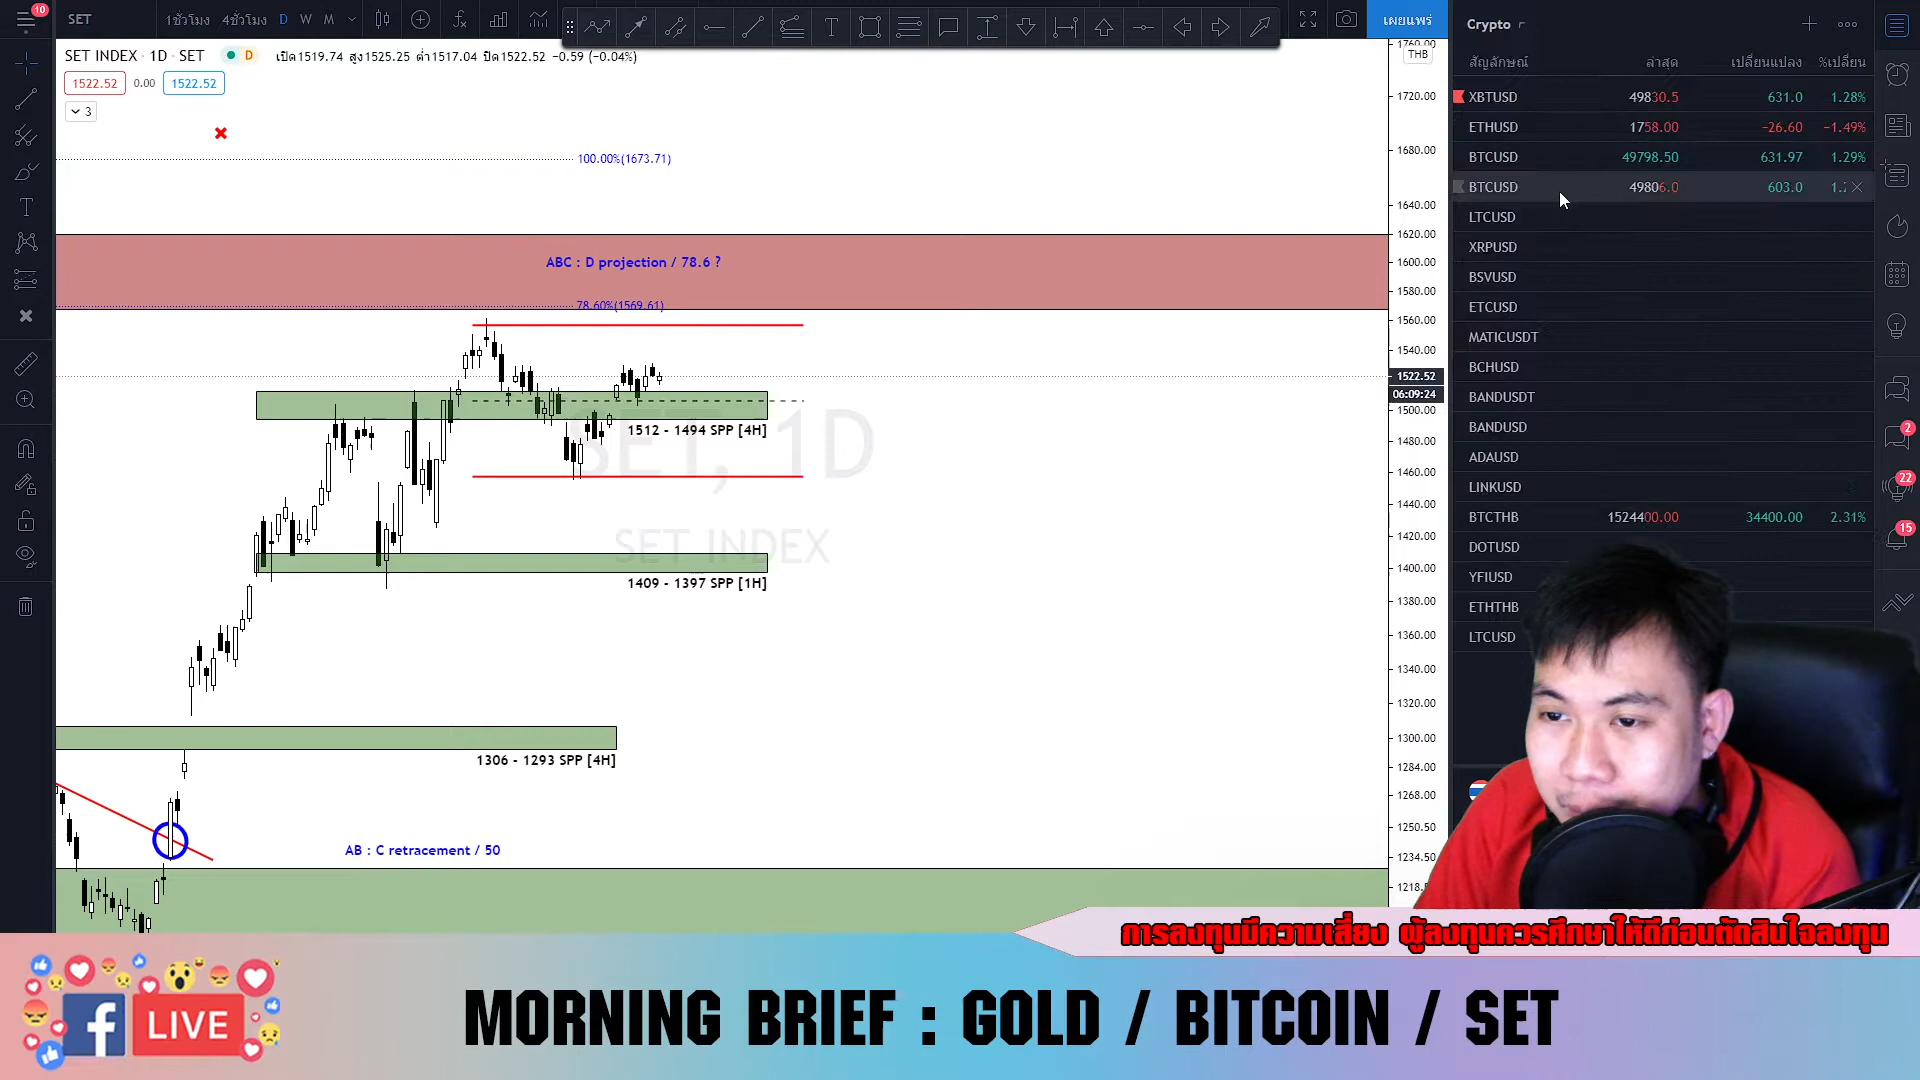 10
SET
1ชั่วโมง 4ชั่วโมง D W M
เผยแพร่
SET INDEX · 1D · SET D เปิด1519.74 สูง1525.25 ต่ำ1517.04 ปิด1522.52 −0.59 (−0.04%)
1522.52 0.00 1522.52
3
100.00%(1673.71)
ABC : D projection / 78.6 ?
78.60%(1569.61)
1512 - 1494 SPP [4H]
SET, 1D
SET INDEX
1409 - 1397 SPP [1H]
1306 - 1293 SPP [4H]
AB : C retracement / 50
1760.00
THB
1720.00
1680.00
1640.00
1620.00
1600.00
1580.00
1560.00
1540.00
1522.52
06:09:24
1500.00
1480.00
1460.00
1440.00
1420.00
1400.00
1380.00
1360.00
1340.00
1320.00
1300.00
1284.00
1268.00
1250.50
1234.50
1218.
Crypto
สัญลักษณ์ ล่าสุด เปลี่ยนแปลง %เปลี่ยน
XBTUSD 49830.5 631.0 1.28%
ETHUSD 1758.00 −26.60 −1.49%
BTCUSD 49798.50 631.97 1.29%
BTCUSD 49806.0 603.0 1.2
LTCUSD
XRPUSD
BSVUSD
ETCUSD
MATICUSDT
BCHUSD
BANDUSDT
BANDUSD
ADAUSD
LINKUSD
BTCTHB 1524400.00 34400.00 2.31%
DOTUSD
YFIUSD
ETHTHB
LTCUSD
2
22
15
การลงทุนมีความเสี่ยง ผู้ลงทุนควรศึกษาให้ดีก่อนตัดสินใจลงทุน
f LIVE
MORNING BRIEF : GOLD / BITCOIN / SET